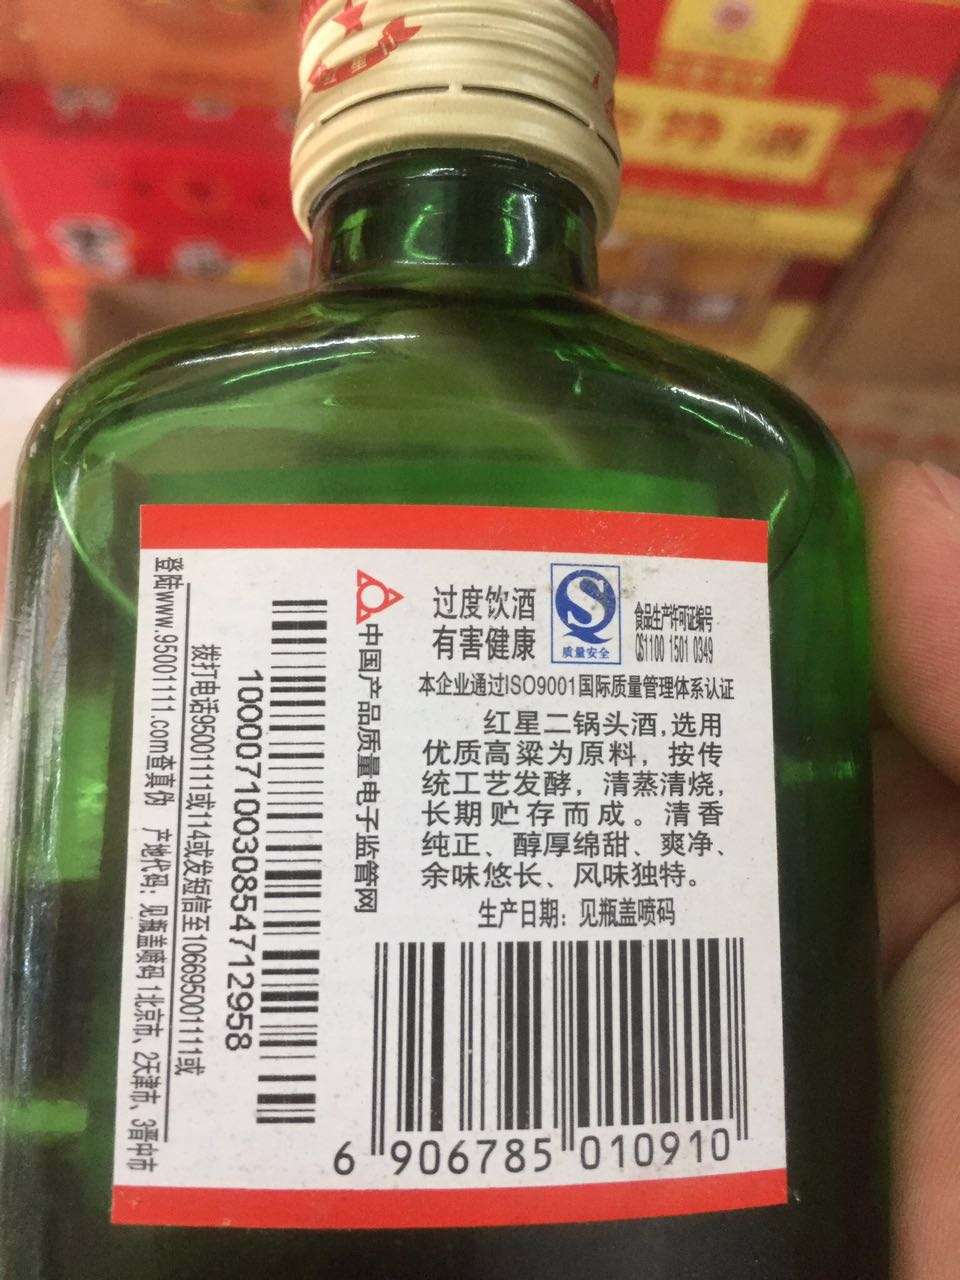 过度饮酒
有害健康
质量安全
食品生产许可证编号
QS1100 1501 0349
本企业通过ISO9001国际质量管理体系认证
红星二锅头酒,选用
优质高粱为原料，按传
统工艺发酵，清蒸清烧，
长期贮存而成。清香
纯正、醇厚绵甜、爽净、
余味悠长、风味独特。
生产日期：见瓶盖喷码
6 906785 010910
中国产品质量电子监管网
10000710030854712958
拨打电话95001111或114或发短信至106695001111或
登陆www.95001111.com查真伪 产地代码：见瓶盖喷码 1北京市、2天津市、3晋中市